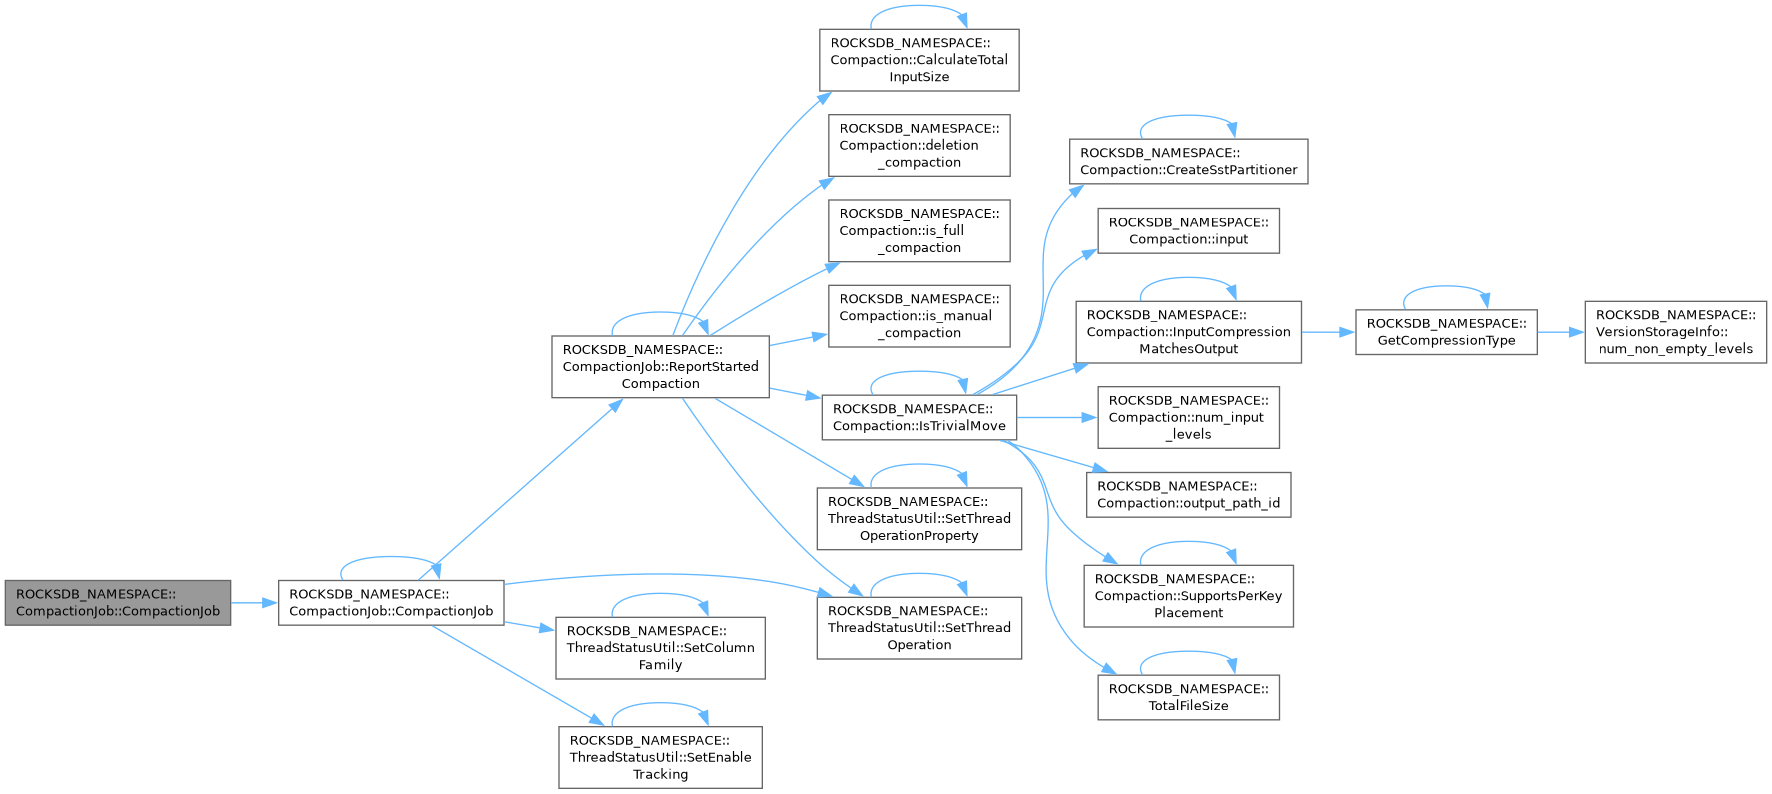 ROCKSDB_NAMESPACE::
CompactionJob::CompactionJob
ROCKSDB_NAMESPACE::
CompactionJob::CompactionJob
ROCKSDB_NAMESPACE::
CompactionJob::ReportStarted
Compaction
ROCKSDB_NAMESPACE::
ThreadStatusUtil::SetColumn
Family
ROCKSDB_NAMESPACE::
ThreadStatusUtil::SetEnable
Tracking
ROCKSDB_NAMESPACE::
Compaction::CalculateTotal
InputSize
ROCKSDB_NAMESPACE::
Compaction::deletion
_compaction
ROCKSDB_NAMESPACE::
Compaction::is_full
_compaction
ROCKSDB_NAMESPACE::
Compaction::is_manual
_compaction
ROCKSDB_NAMESPACE::
Compaction::IsTrivialMove
ROCKSDB_NAMESPACE::
ThreadStatusUtil::SetThread
OperationProperty
ROCKSDB_NAMESPACE::
ThreadStatusUtil::SetThread
Operation
ROCKSDB_NAMESPACE::
Compaction::CreateSstPartitioner
ROCKSDB_NAMESPACE::
Compaction::input
ROCKSDB_NAMESPACE::
Compaction::InputCompression
MatchesOutput
ROCKSDB_NAMESPACE::
Compaction::num_input
_levels
ROCKSDB_NAMESPACE::
Compaction::output_path_id
ROCKSDB_NAMESPACE::
Compaction::SupportsPerKey
Placement
ROCKSDB_NAMESPACE::
TotalFileSize
ROCKSDB_NAMESPACE::
GetCompressionType
ROCKSDB_NAMESPACE::
VersionStorageInfo::
num_non_empty_levels